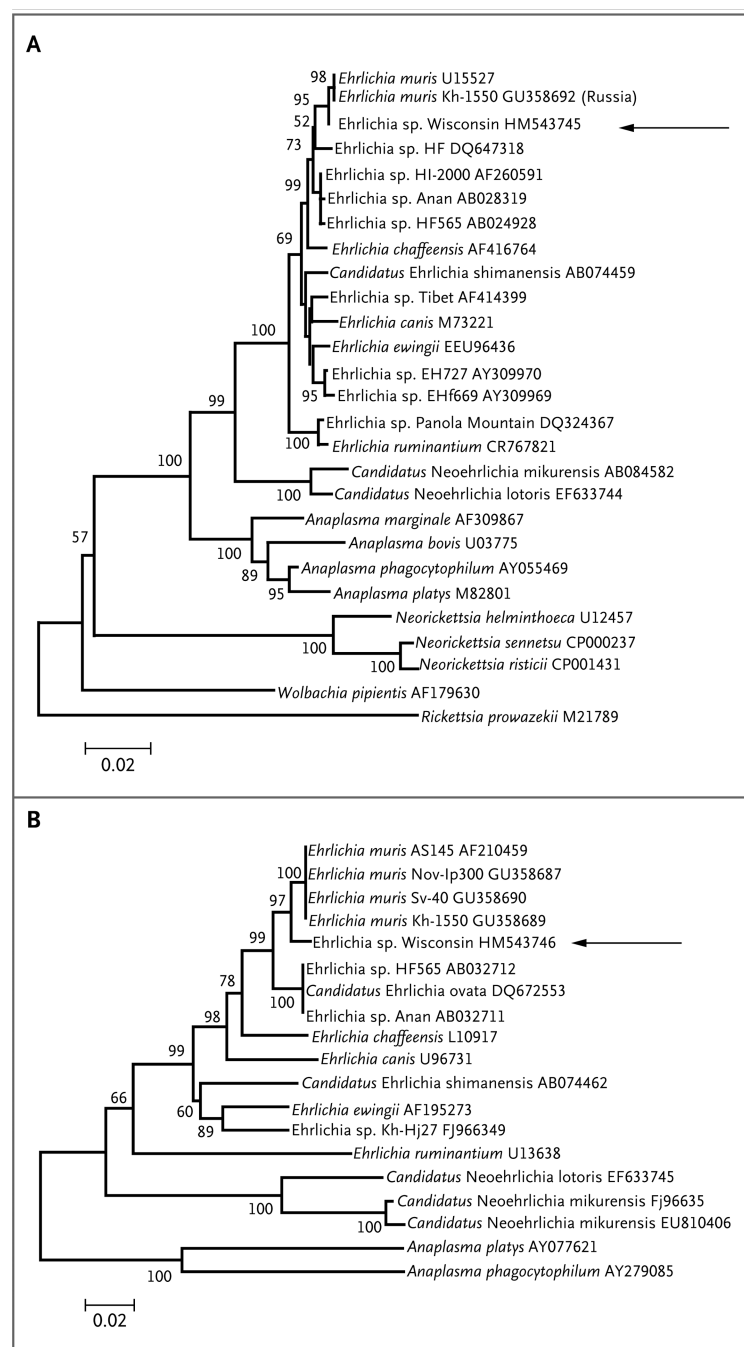 A
98 Ehrlichia muris U15527
95 Ehrlichia muris Kh-1550 GU358692 (Russia)
52 Ehrlichia sp. Wisconsin HM543745
73 Ehrlichia sp. HF DQ647318
Ehrlichia sp. HI-2000 AF260591
99 Ehrlichia sp. Anan AB028319
Ehrlichia sp. HF565 AB024928
69 Ehrlichia chaffeensis AF416764
Candidatus Ehrlichia shimanensis AB074459
Ehrlichia sp. Tibet AF414399
100 Ehrlichia canis M73221
Ehrlichia ewingii EEU96436
Ehrlichia sp. EH727 AY309970
99 95 Ehrlichia sp. EHf669 AY309969
Ehrlichia sp. Panola Mountain DQ324367
100 Ehrlichia ruminantium CR767821
100 Candidatus Neoehrlichia mikurensis AB084582
100 Candidatus Neoehrlichia lotoris EF633744
Anaplasma marginale AF309867
57 100 Anaplasma bovis U03775
89 Anaplasma phagocytophilum AY055469
95 Anaplasma platys M82801
Neorickettsia helminthoeca U12457
100 Neorickettsia sennetsu CP000237
100 Neorickettsia risticii CP001431
Wolbachia pipientis AF179630
Rickettsia prowazekii M21789
0.02
B
Ehrlichia muris AS145 AF210459
100 Ehrlichia muris Nov-Ip300 GU358687
97 Ehrlichia muris Sv-40 GU358690
Ehrlichia muris Kh-1550 GU358689
99 Ehrlichia sp. Wisconsin HM543746
Ehrlichia sp. HF565 AB032712
78 100 Candidatus Ehrlichia ovata DQ672553
98 Ehrlichia sp. Anan AB032711
Ehrlichia chaffeensis L10917
99 Ehrlichia canis U96731
Candidatus Ehrlichia shimanensis AB074462
66 60 Ehrlichia ewingii AF195273
89 Ehrlichia sp. Kh-Hj27 FJ966349
Ehrlichia ruminantium U13638
Candidatus Neoehrlichia lotoris EF633745
100 Candidatus Neoehrlichia mikurensis Fj96635
100 Candidatus Neoehrlichia mikurensis EU810406
Anaplasma platys AY077621
100 Anaplasma phagocytophilum AY279085
0.02